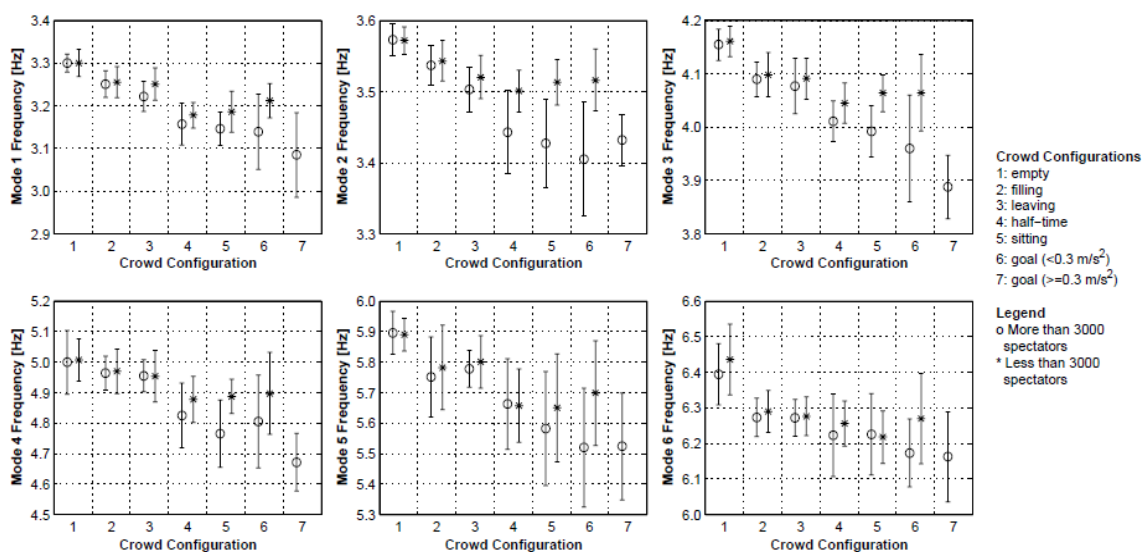 3.4
3.3
3.2
3.1
3.0
2.9
Mode 1 Frequency [Hz]
1 2 3 4 5 6 7
Crowd Configuration
3.6
3.5
3.4
3.3
Mode 2 Frequency [Hz]
1 2 3 4 5 6 7
Crowd Configuration
4.2
4.1
4.0
3.9
3.8
Mode 3 Frequency [Hz]
1 2 3 4 5 6 7
Crowd Configuration
Crowd Configurations
1: empty
2: filling
3: leaving
4: half-time
5: sitting
6: goal (<0.3 m/s²)
7: goal (>=0.3 m/s²)
Legend
o More than 3000
spectators
* Less than 3000
spectators
5.2
5.1
5.0
4.9
4.8
4.7
4.6
4.5
Mode 4 Frequency [Hz]
1 2 3 4 5 6 7
Crowd Configuration
6.0
5.9
5.8
5.7
5.6
5.5
5.4
5.3
Mode 5 Frequency [Hz]
1 2 3 4 5 6 7
Crowd Configuration
6.6
6.5
6.4
6.3
6.2
6.1
6.0
Mode 6 Frequency [Hz]
1 2 3 4 5 6 7
Crowd Configuration